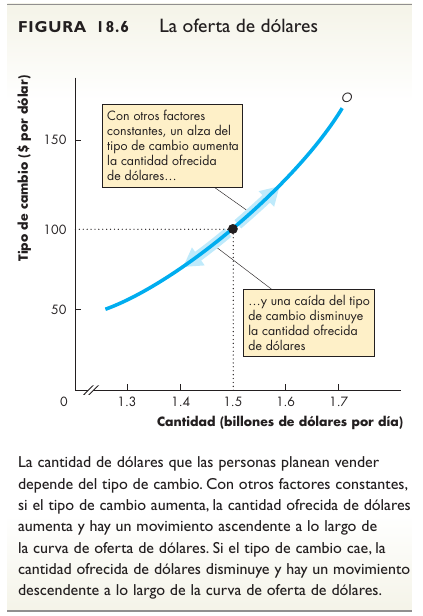 FIGURA 18.6 La oferta de dólares
Tipo de cambio ($ por dólar)
O
Con otros factores
constantes, un alza del
tipo de cambio aumenta
la cantidad ofrecida
de dólares…
150
100
50
…y una caída del tipo
de cambio disminuye
la cantidad ofrecida
de dólares
0 1.3 1.4 1.5 1.6 1.7
Cantidad (billones de dólares por día)
La cantidad de dólares que las personas planean vender
depende del tipo de cambio. Con otros factores constantes,
si el tipo de cambio aumenta, la cantidad ofrecida de dólares
aumenta y hay un movimiento ascendente a lo largo de
la curva de oferta de dólares. Si el tipo de cambio cae, la
cantidad ofrecida de dólares disminuye y hay un movimiento
descendente a lo largo de la curva de oferta de dólares.